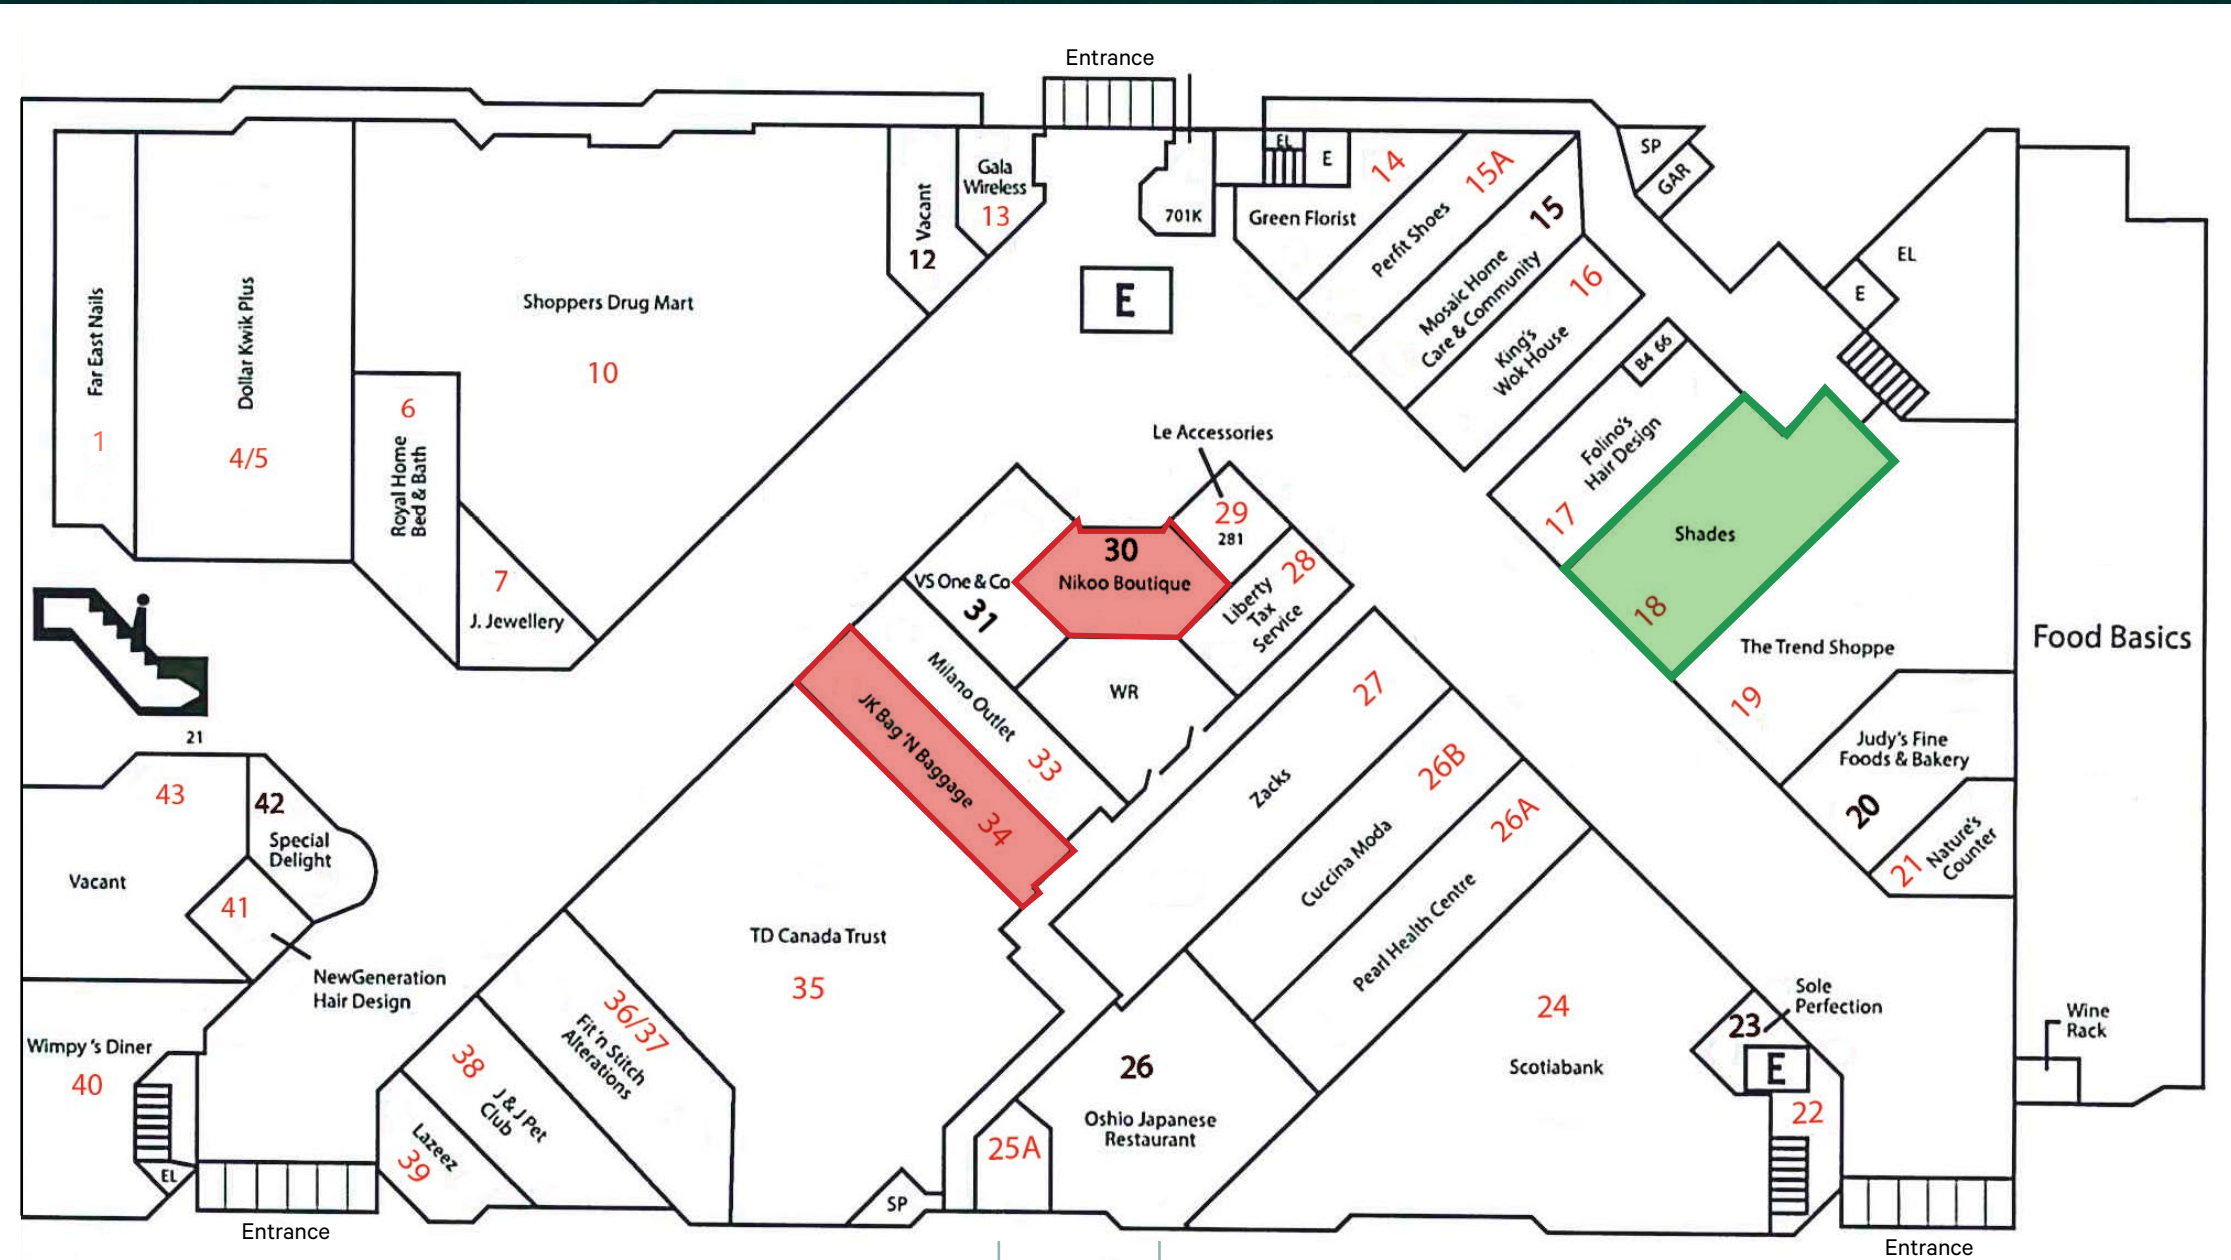 Entrance
Far East Nails
1
Dollar Kwik Plus
4/5
6
Royal Home
Bed & Bath
7
J. Jewellery
Shoppers Drug Mart
10
Vacant
12
Gala
Wireless
13
701K
E
EL
E
14
Green Florist
15A
Perfit Shoes
15
Mosaic Home
Care & Community
16
King's
Wok House
SP
GAR
EL
E
B4 66
Folino's
Hair Design
17
Shades
18
The Trend Shoppe
19
Judy's Fine
Foods & Bakery
20
21
Nature's
Counter
Food Basics
Wine
Rack
Le Accessories
29
281
30
Nikoo Boutique
28
Liberty
Tax
Service
VS One & Co
31
WR
Milano Outlet
33
JK Bag 'N Baggage
34
27
Zacks
26B
Cuccina Moda
26A
Pearl Health Centre
24
Scotiabank
Sole
Perfection
23
E
22
21
43
Vacant
42
Special
Delight
41
NewGeneration
Hair Design
Wimpy's Diner
40
EL
Entrance
TD Canada Trust
35
36/37
Fit 'n Stitch
Alterations
38
J & J Pet
Club
Lazeez
39
SP
25A
26
Oshio Japanese
Restaurant
Entrance